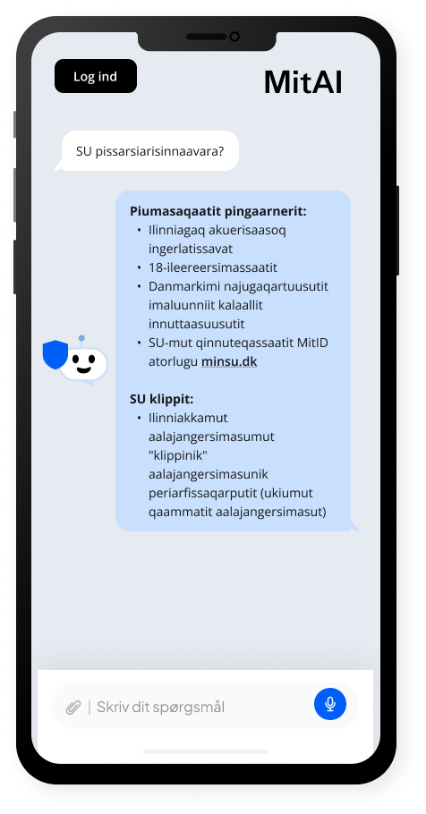 Log ind
MitAI
SU pissarsiarisinnaavara?
Piumasaqaatit pingaarnerit:
• Ilinniagaq akuerisaasoq
ingerlatissavat
• 18-ileereersimassaatit
• Danmarkimi najugaqartuusutit
imaluunniit kalaallit
innuttaasuusutit
• SU-mut qinnuteqassaatit MitID
atorlugu minsu.dk
SU klippit:
• Ilinniakkamut
aalajangersimasumut
"klippinik"
aalajangersimasunik
periarfissaqarputit (ukiumut
qaammatit aalajangersimasut)
Skriv dit spørgsmål